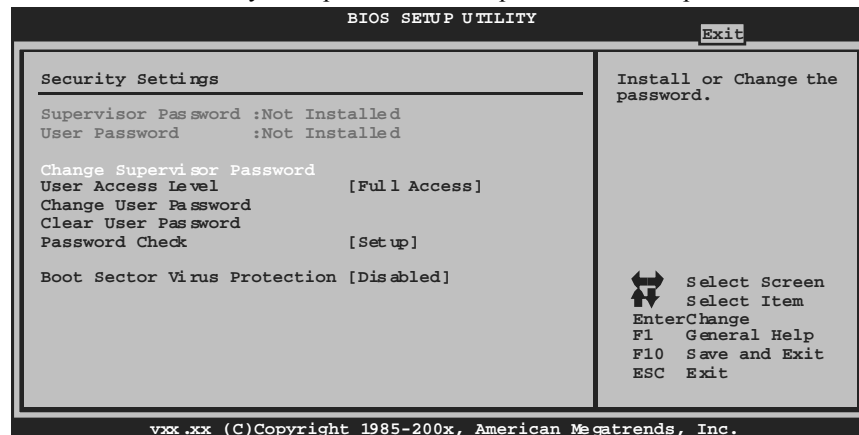 BIOS SETUP UTILITY
Exit
Security Settings
Supervisor Password :Not Installed
User Password :Not Installed
Change Supervisor Password
User Access Level [Full Access]
Change User Password
Clear User Password
Password Check [Setup]
Boot Sector Virus Protection [Disabled]
Install or Change the
password.
Select Screen
Select Item
EnterChange
F1 General Help
F10 Save and Exit
ESC Exit
vxx.xx (C)Copyright 1985-200x, American Megatrends, Inc.